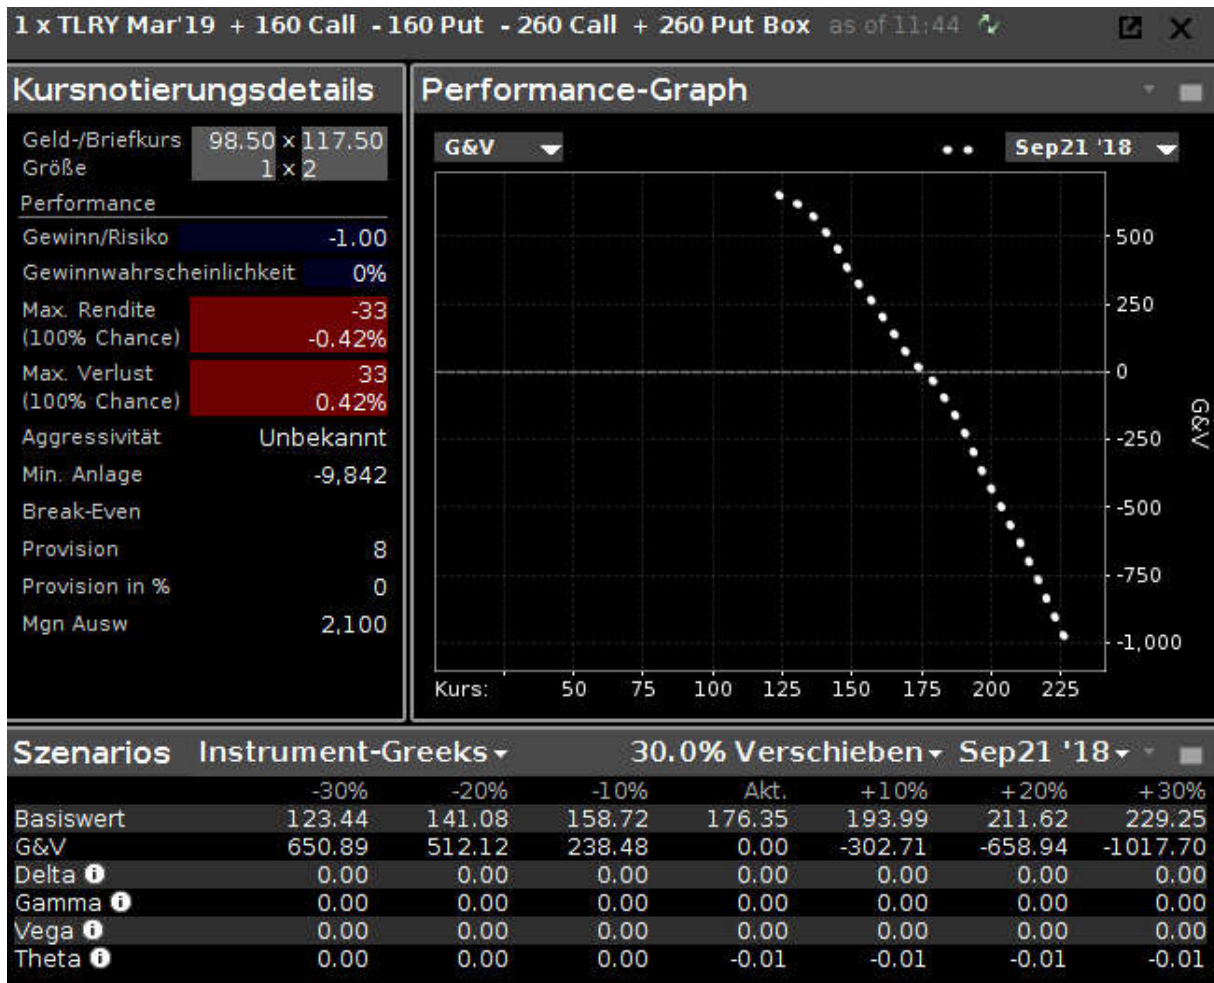 1 x TLRY Mar'19 + 160 Call - 160 Put - 260 Call + 260 Put Box as of 11:44
Kursnotierungsdetails
Geld-/Briefkurs 98.50 × 117.50
Größe 1 × 2
Performance
Gewinn/Risiko -1.00
Gewinnwahrscheinlichkeit 0%
Max. Rendite -33
(100% Chance) -0.42%
Max. Verlust 33
(100% Chance) 0.42%
Aggressivität Unbekannt
Min. Anlage -9,842
Break-Even
Provision 8
Provision in % 0
Mgn Ausw 2,100
Performance-Graph
G&V Sep21 '18
500
250
0
-250
-500
-750
-1,000
G&V
Kurs: 50 75 100 125 150 175 200 225
Szenarios Instrument-Greeks 30.0% Verschieben Sep21 '18
-30% -20% -10% Akt. +10% +20% +30%
Basiswert 123.44 141.08 158.72 176.35 193.99 211.62 229.25
G&V 650.89 512.12 238.48 0.00 -302.71 -658.94 -1017.70
Delta 0.00 0.00 0.00 0.00 0.00 0.00 0.00
Gamma 0.00 0.00 0.00 0.00 0.00 0.00 0.00
Vega 0.00 0.00 0.00 0.00 0.00 0.00 0.00
Theta 0.00 0.00 0.00 -0.01 -0.01 -0.01 -0.01